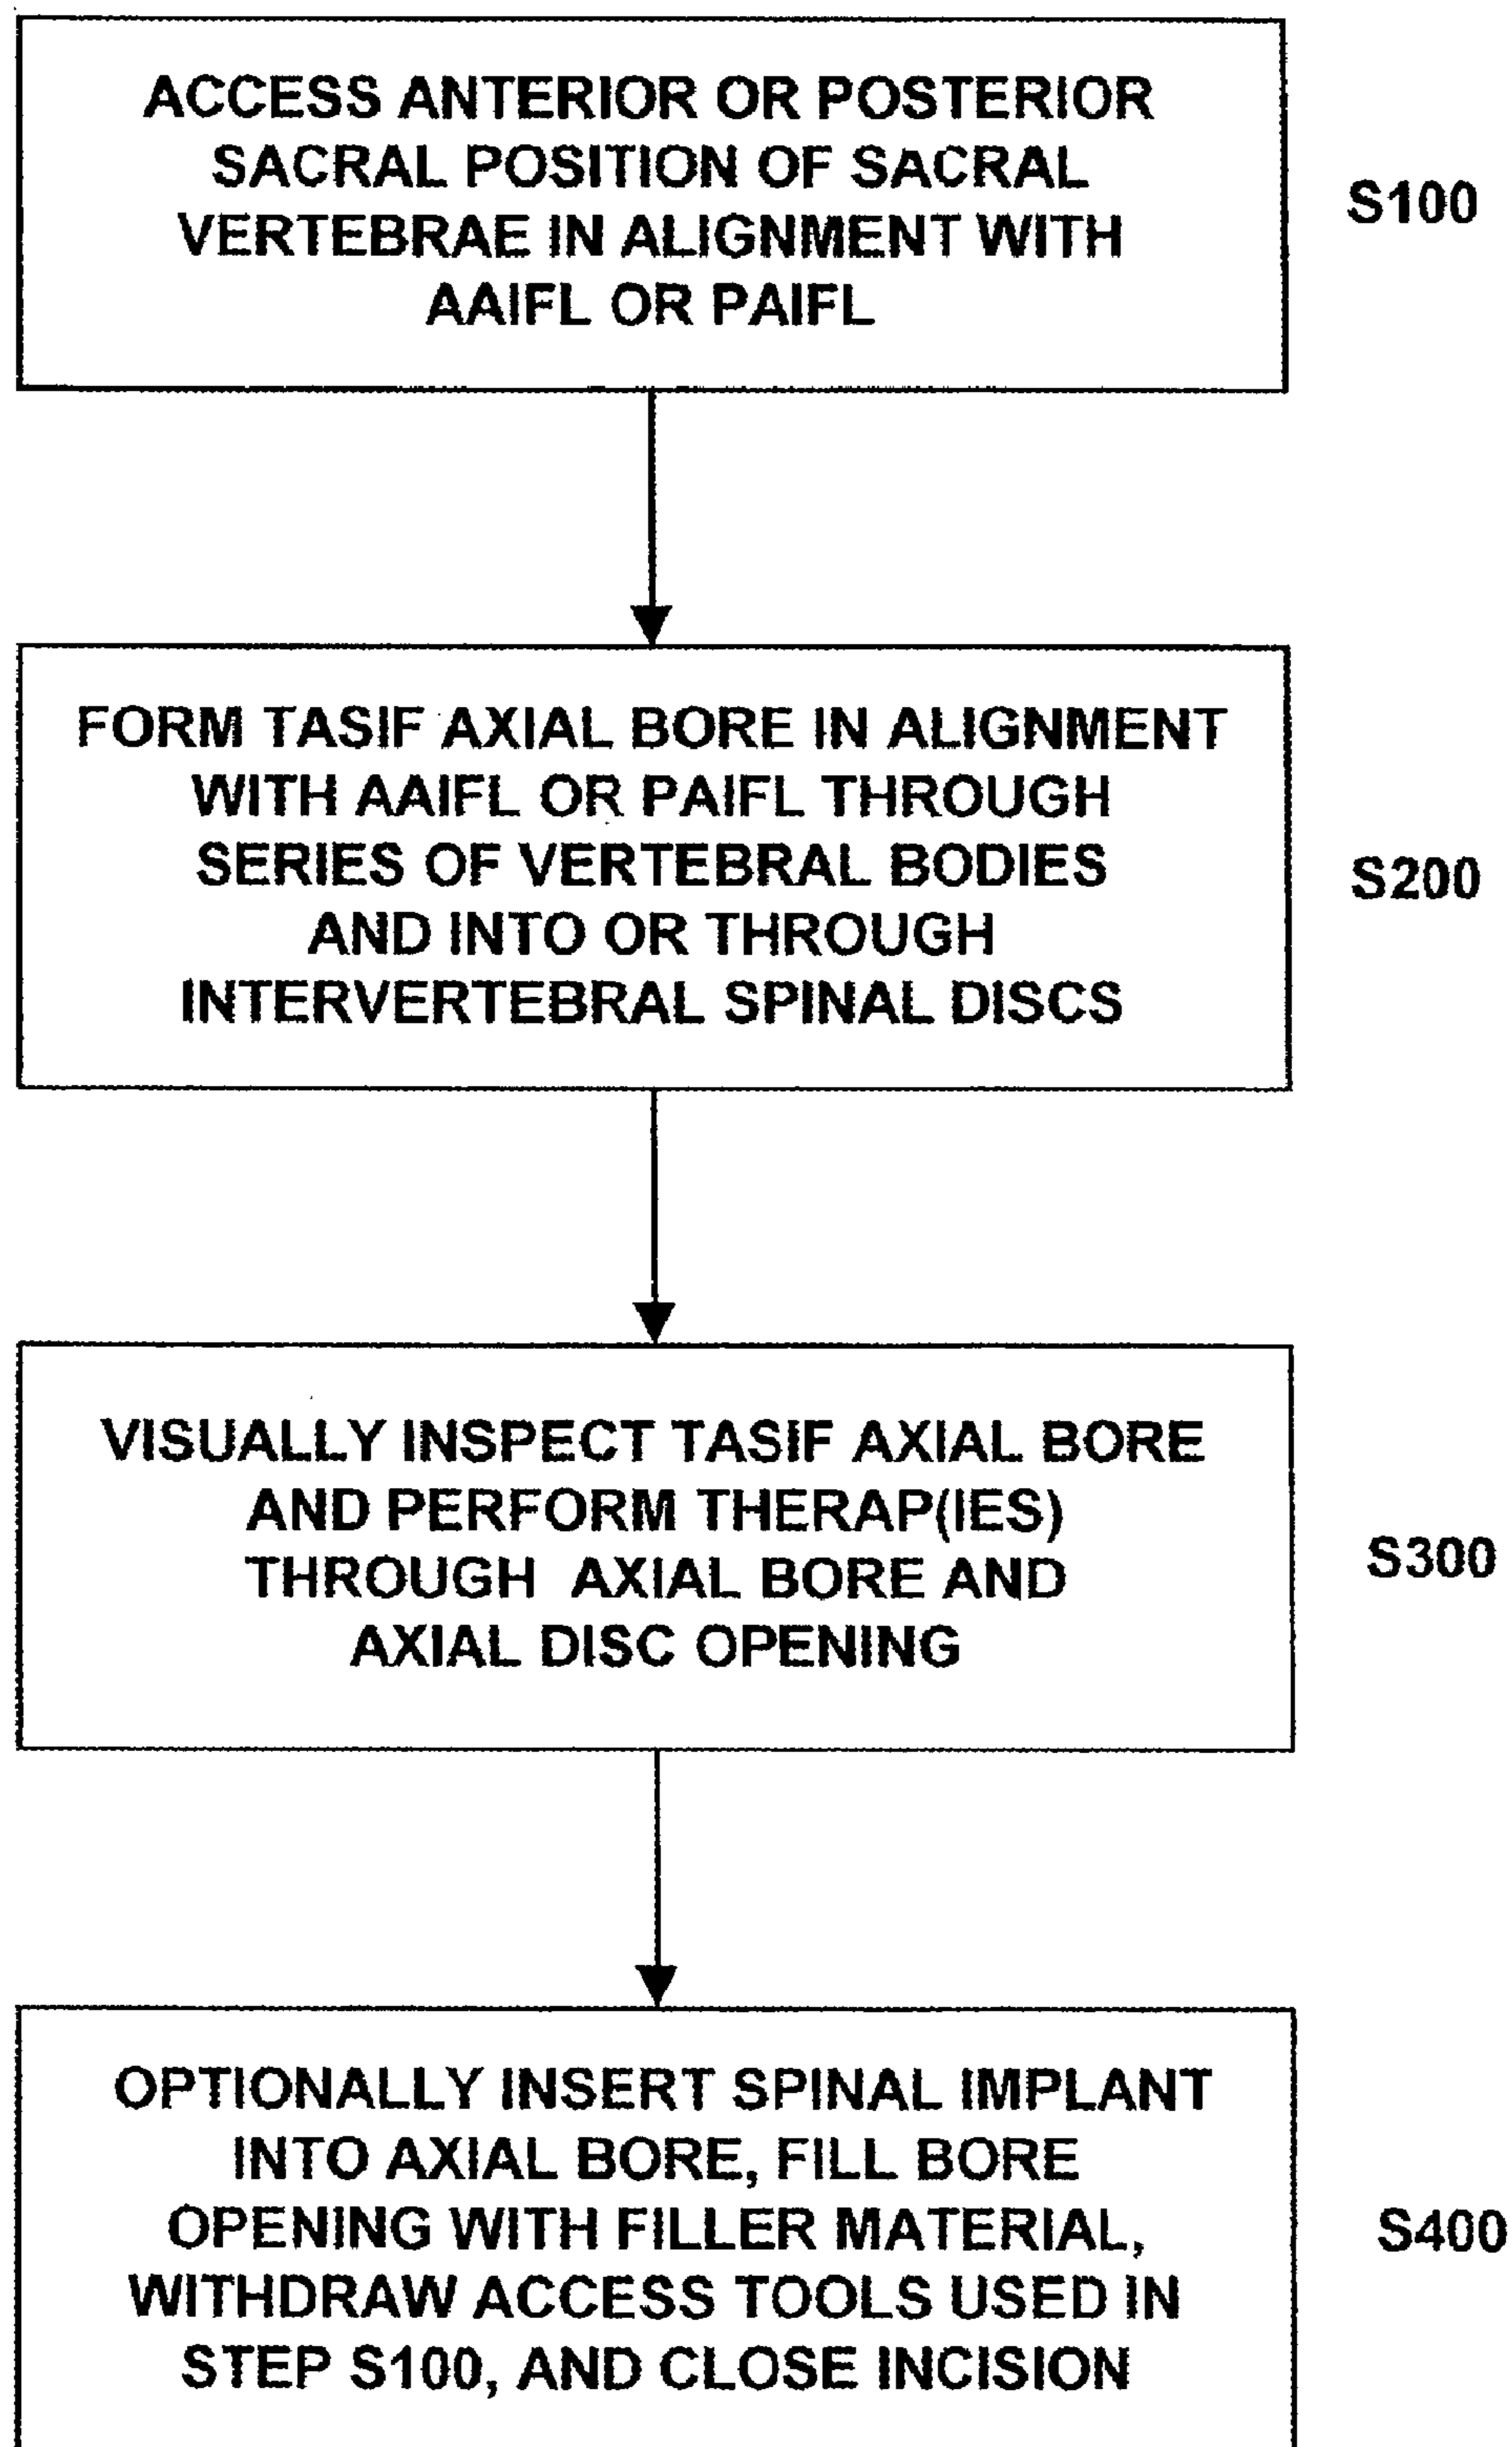 ACCESS ANTERIOR OR POSTERIOR
SACRAL POSITION OF SACRAL
VERTEBRAE IN ALIGNMENT WITH
AAIFL OR PAIFL
S100
FORM TASIF AXIAL BORE IN ALIGNMENT
WITH AAIFL OR PAIFL THROUGH
SERIES OF VERTEBRAL BODIES
AND INTO OR THROUGH
INTERVERTEBRAL SPINAL DISCS
S200
VISUALLY INSPECT TASIF AXIAL BORE
AND PERFORM THERAP(IES)
THROUGH AXIAL BORE AND
AXIAL DISC OPENING
S300
OPTIONALLY INSERT SPINAL IMPLANT
INTO AXIAL BORE, FILL BORE
OPENING WITH FILLER MATERIAL,
WITHDRAW ACCESS TOOLS USED IN
STEP S100, AND CLOSE INCISION
S400